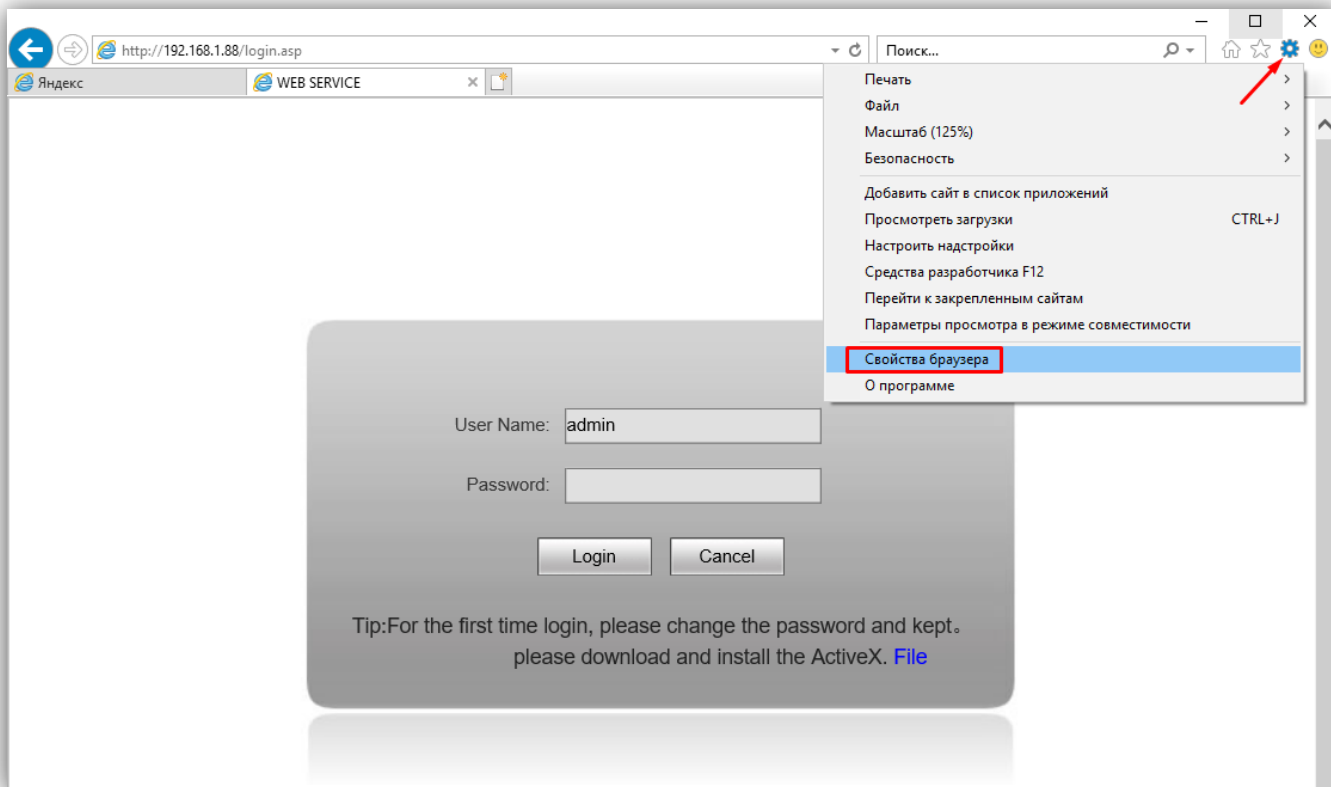 http://192.168.1.88/login.asp
Поиск...
Яндекс
WEB SERVICE
Печать
Файл
Масштаб (125%)
Безопасность
Добавить сайт в список приложений
Просмотреть загрузки CTRL+J
Настроить надстройки
Средства разработчика F12
Перейти к закрепленным сайтам
Параметры просмотра в режиме совместимости
Свойства браузера
О программе
User Name: admin
Password:
Login Cancel
Tip:For the first time login, please change the password and kept。
please download and install the ActiveX. File